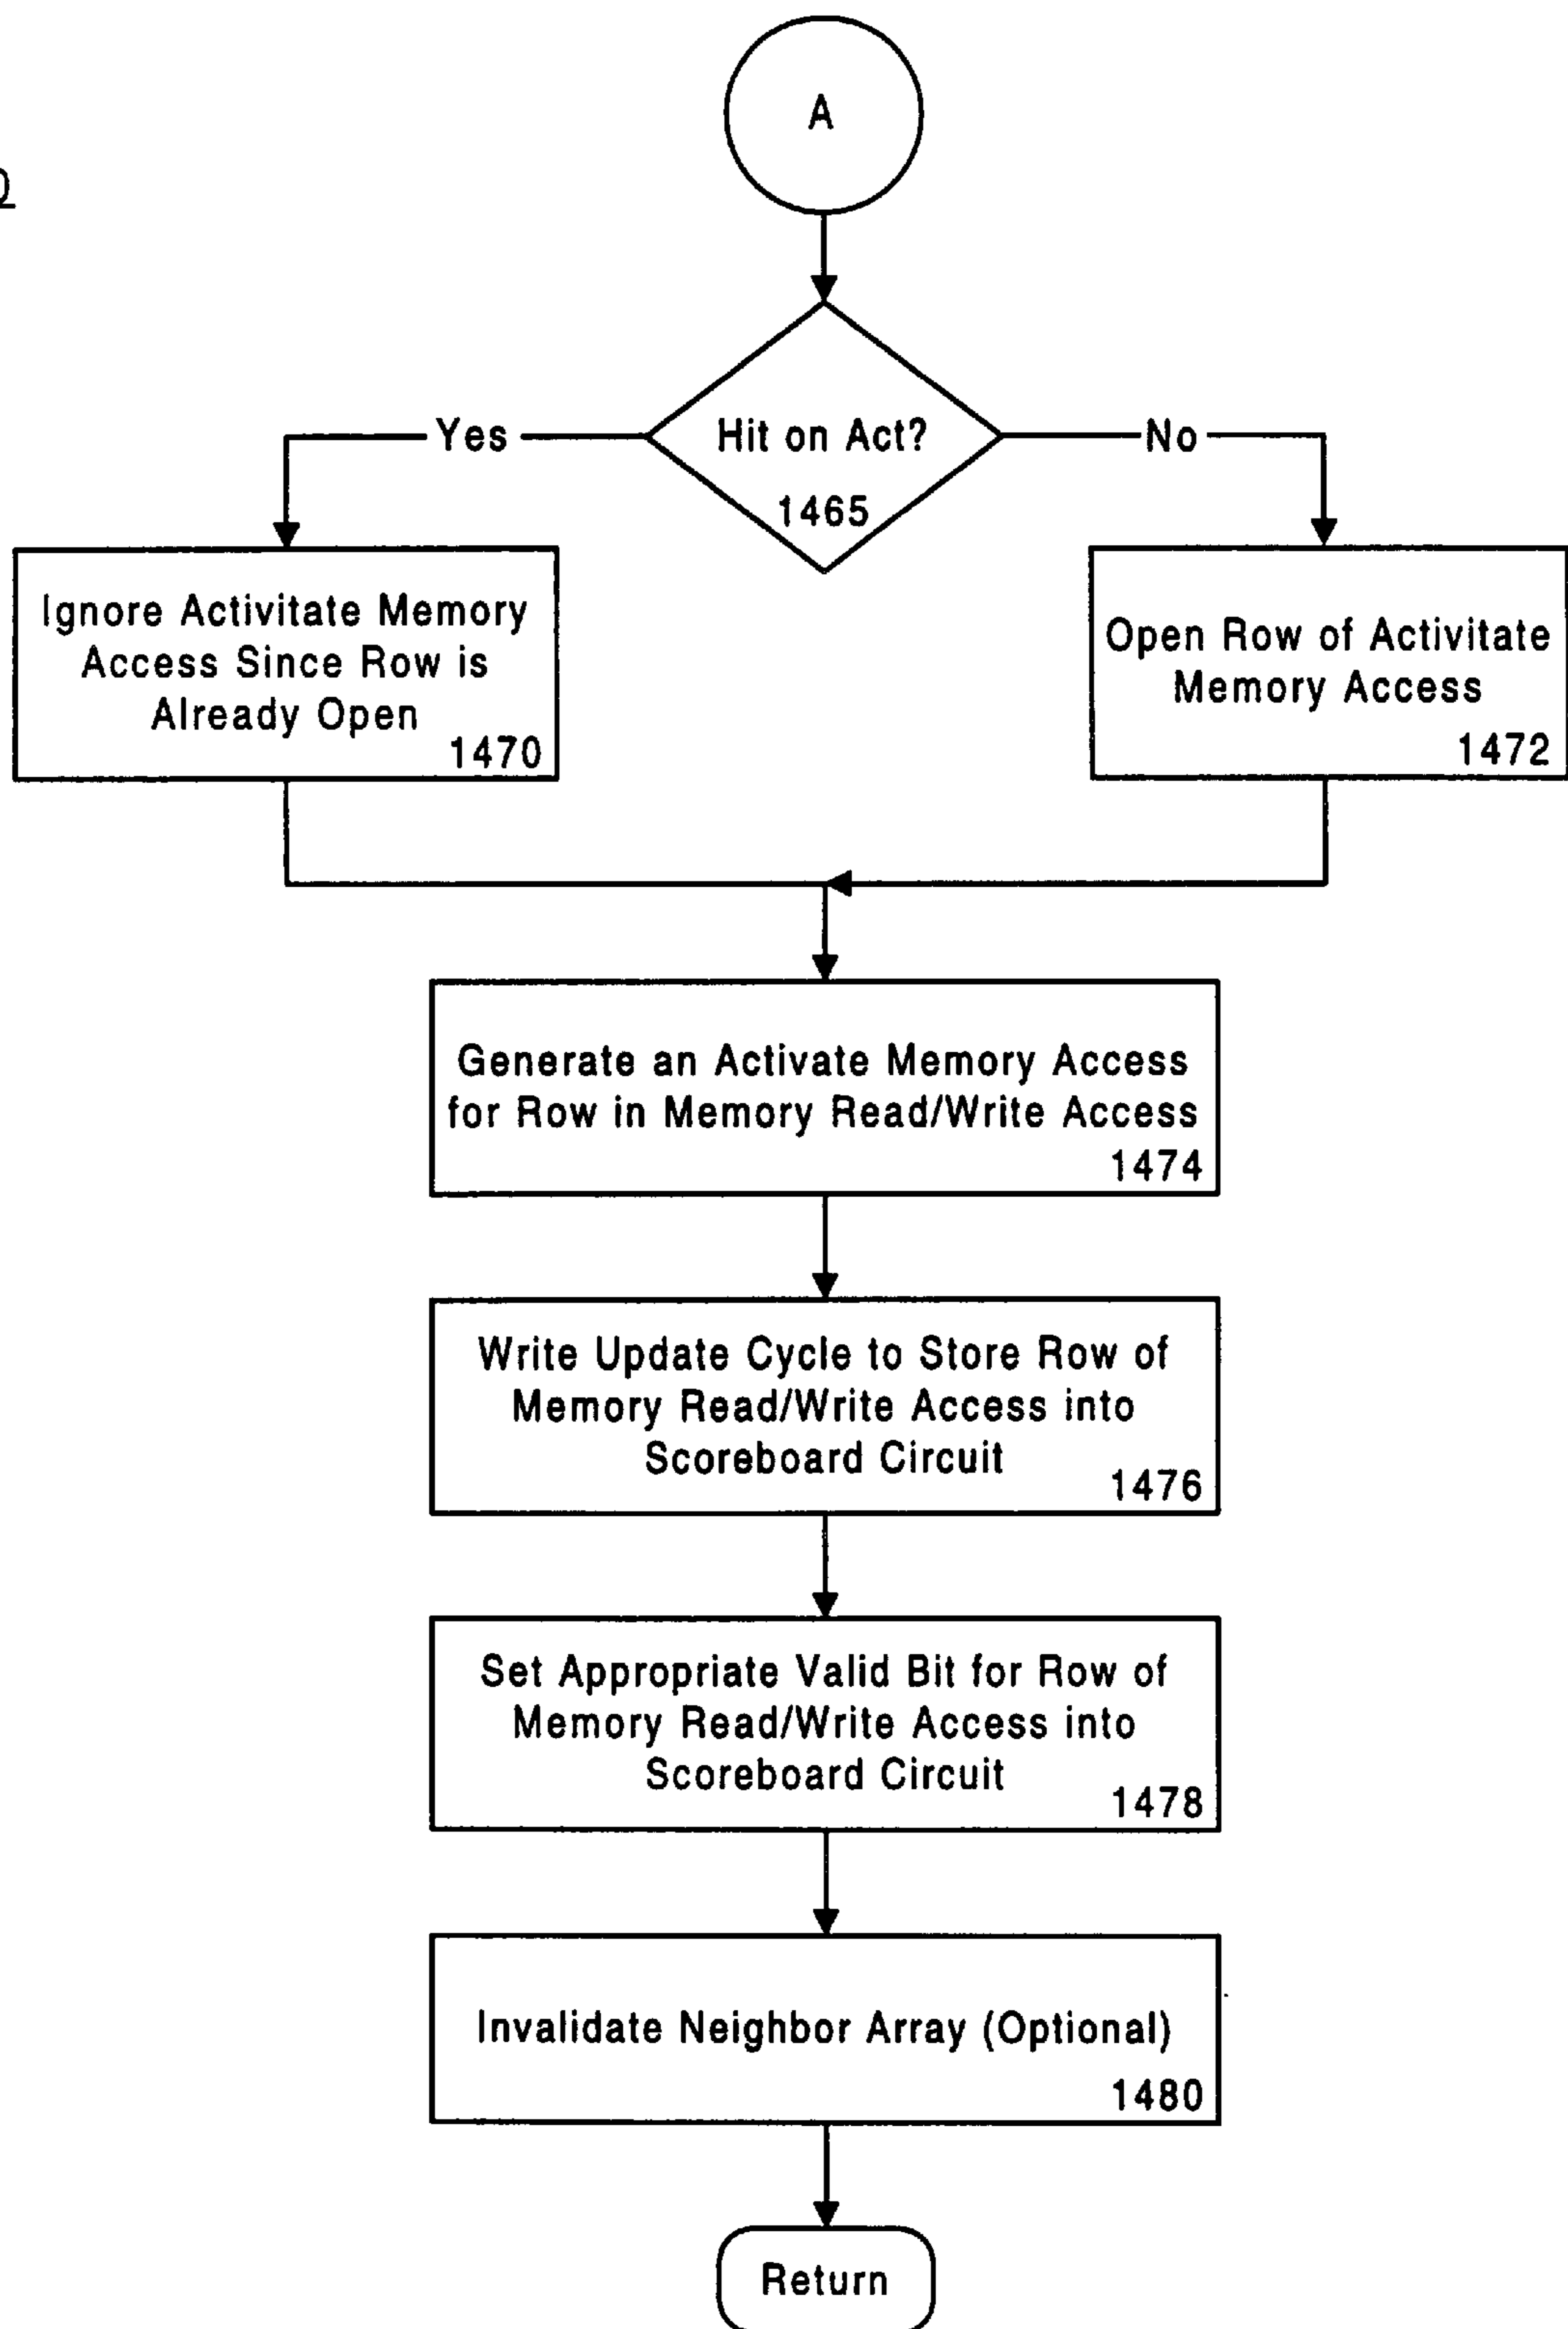 A
Yes
Hit on Act?
No
1465
Ignore Activitate Memory
Access Since Row is
Already Open
1470
Open Row of Activitate
Memory Access
1472
Generate an Activate Memory Access
for Row in Memory Read/Write Access
1474
Write Update Cycle to Store Row of
Memory Read/Write Access into
Scoreboard Circuit
1476
Set Appropriate Valid Bit for Row of
Memory Read/Write Access into
Scoreboard Circuit
1478
Invalidate Neighbor Array (Optional)
1480
Return